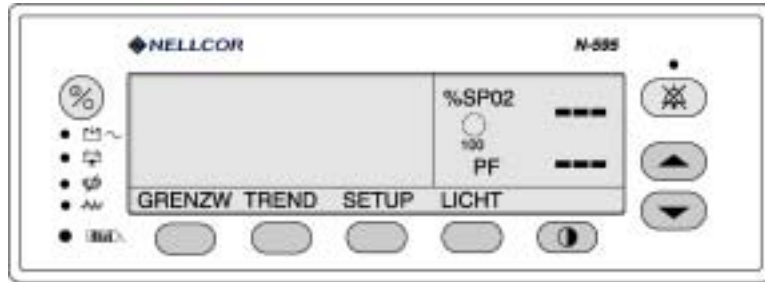 NELLCOR N-595
%SP02 ---
100
PF ---
GRENZW TREND SETUP LICHT